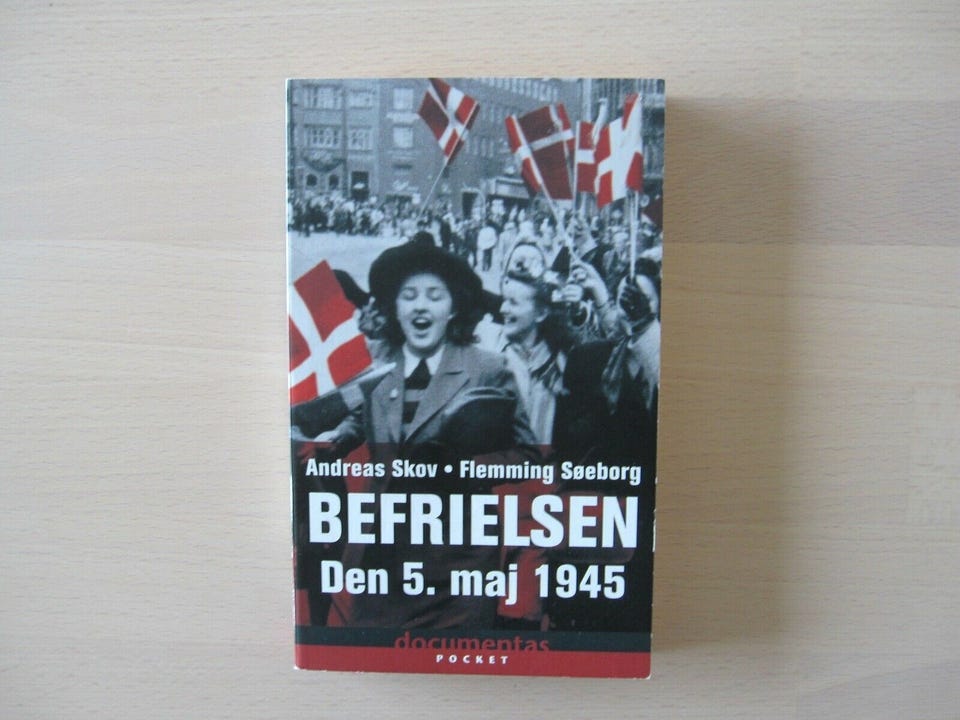 Andreas Skov • Flemming Søeborg
BEFRIELSEN
Den 5. maj 1945
documentas
POCKET